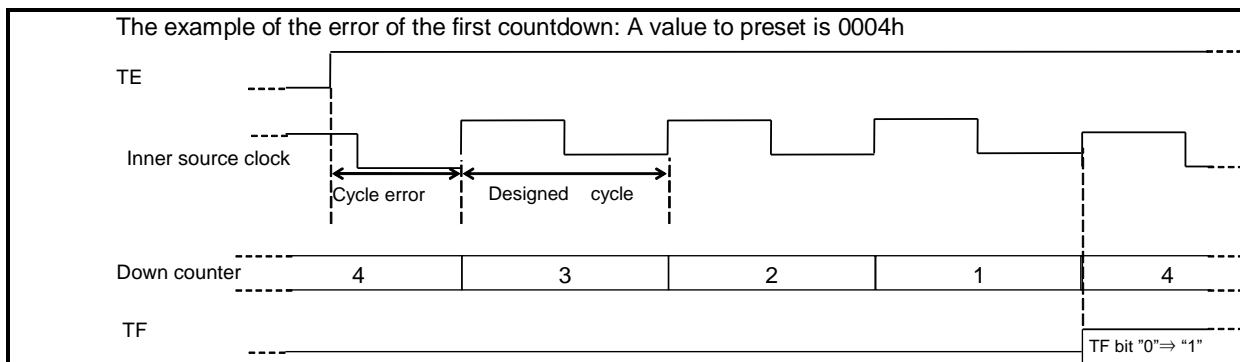 The example of the error of the first countdown: A value to preset is 0004h
TE
Inner source clock
Cycle error
Designed cycle
Down counter
4 3 2 1 4
TF
TF bit "0"⇒ "1"